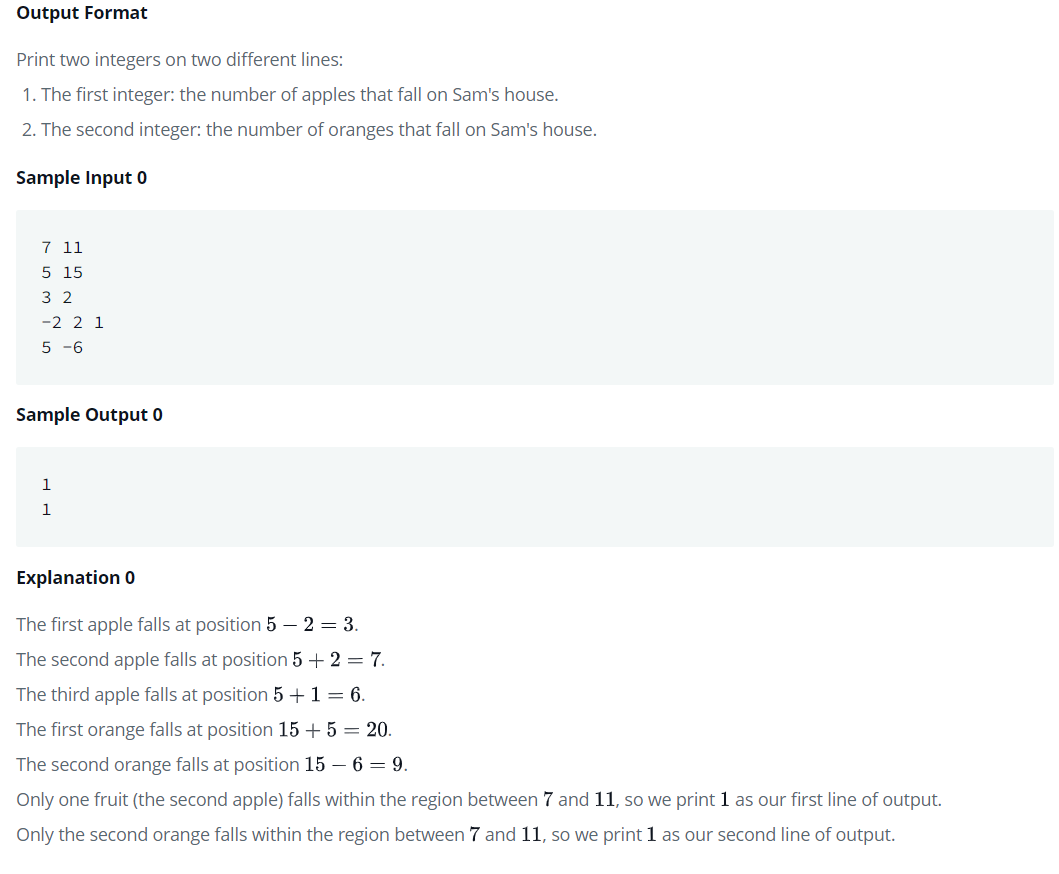 Output Format
Print two integers on two different lines:
1. The first integer: the number of apples that fall on Sam's house.
2. The second integer: the number of oranges that fall on Sam's house.
Sample Input 0
7 11
5 15
3 2
-2 2 1
5 -6
Sample Output 0
1
1
Explanation 0
The first apple falls at position 5 − 2 = 3.
The second apple falls at position 5 + 2 = 7.
The third apple falls at position 5 + 1 = 6.
The first orange falls at position 15 + 5 = 20.
The second orange falls at position 15 − 6 = 9.
Only one fruit (the second apple) falls within the region between 7 and 11, so we print 1 as our first line of output.
Only the second orange falls within the region between 7 and 11, so we print 1 as our second line of output.